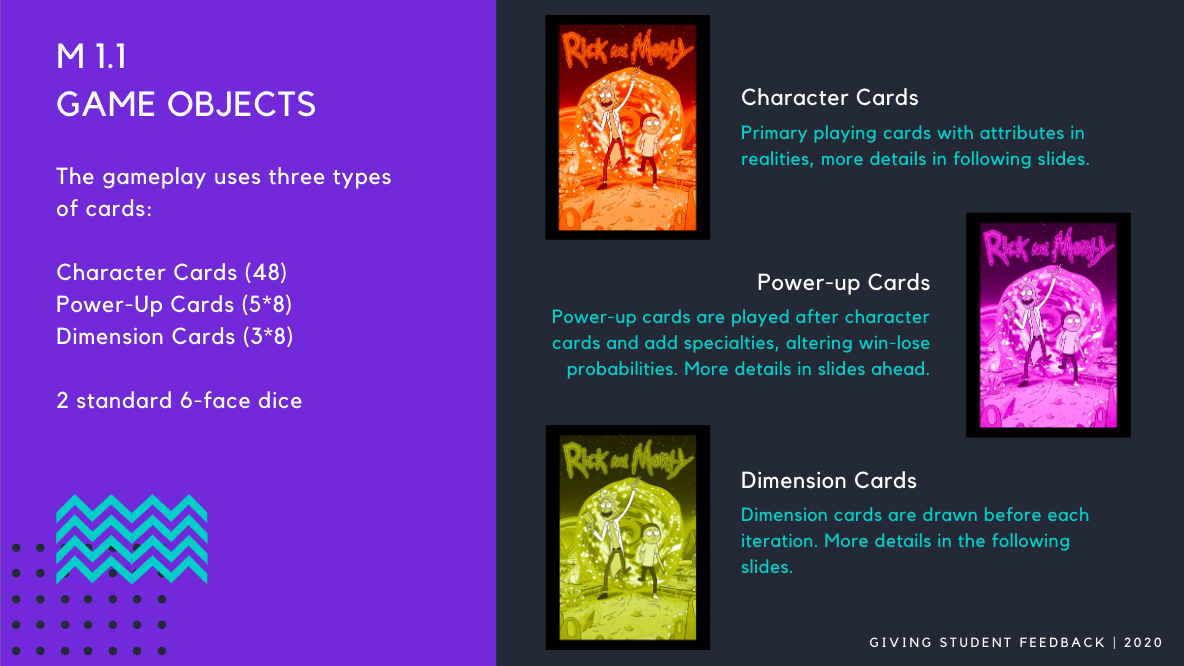 M 1.1
GAME OBJECTS
The gameplay uses three types
of cards:
Character Cards (48)
Power-Up Cards (5*8)
Dimension Cards (3*8)
2 standard 6-face dice
Rick and Morty
Character Cards
Primary playing cards with attributes in
realities, more details in following slides.
Rick and Morty
Power-up Cards
Power-up cards are played after character
cards and add specialties, altering win-lose
probabilities. More details in slides ahead.
Rick and Morty
Dimension Cards
Dimension cards are drawn before each
iteration. More details in the following
slides.
GIVING STUDENT FEEDBACK | 2020